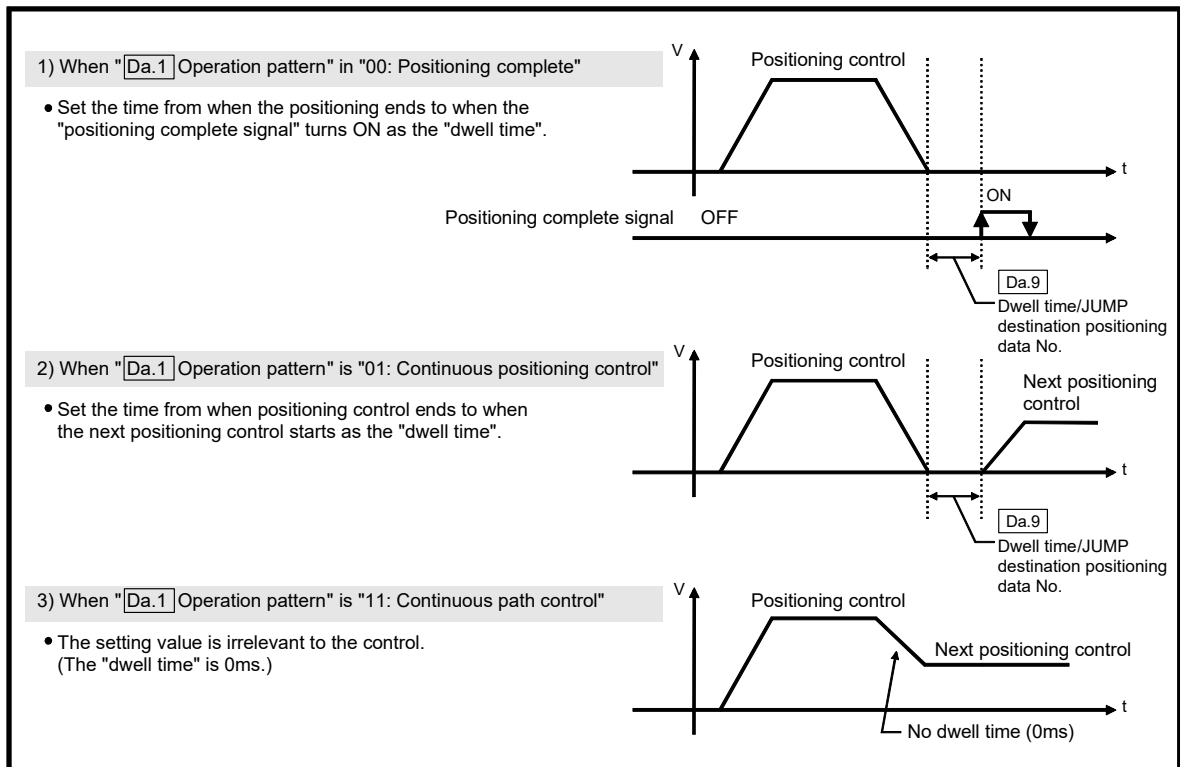 1) When "Da.1 Operation pattern" in "00: Positioning complete"
• Set the time from when the positioning ends to when the
"positioning complete signal" turns ON as the "dwell time".
V
Positioning control
t
ON
Positioning complete signal OFF
Da.9
Dwell time/JUMP
destination positioning
data No.
2) When "Da.1 Operation pattern" is "01: Continuous positioning control"
• Set the time from when positioning control ends to when
the next positioning control starts as the "dwell time".
V
Positioning control
Next positioning
control
t
Da.9
Dwell time/JUMP
destination positioning
data No.
3) When "Da.1 Operation pattern" is "11: Continuous path control"
• The setting value is irrelevant to the control.
(The "dwell time" is 0ms.)
V
Positioning control
Next positioning control
t
No dwell time (0ms)